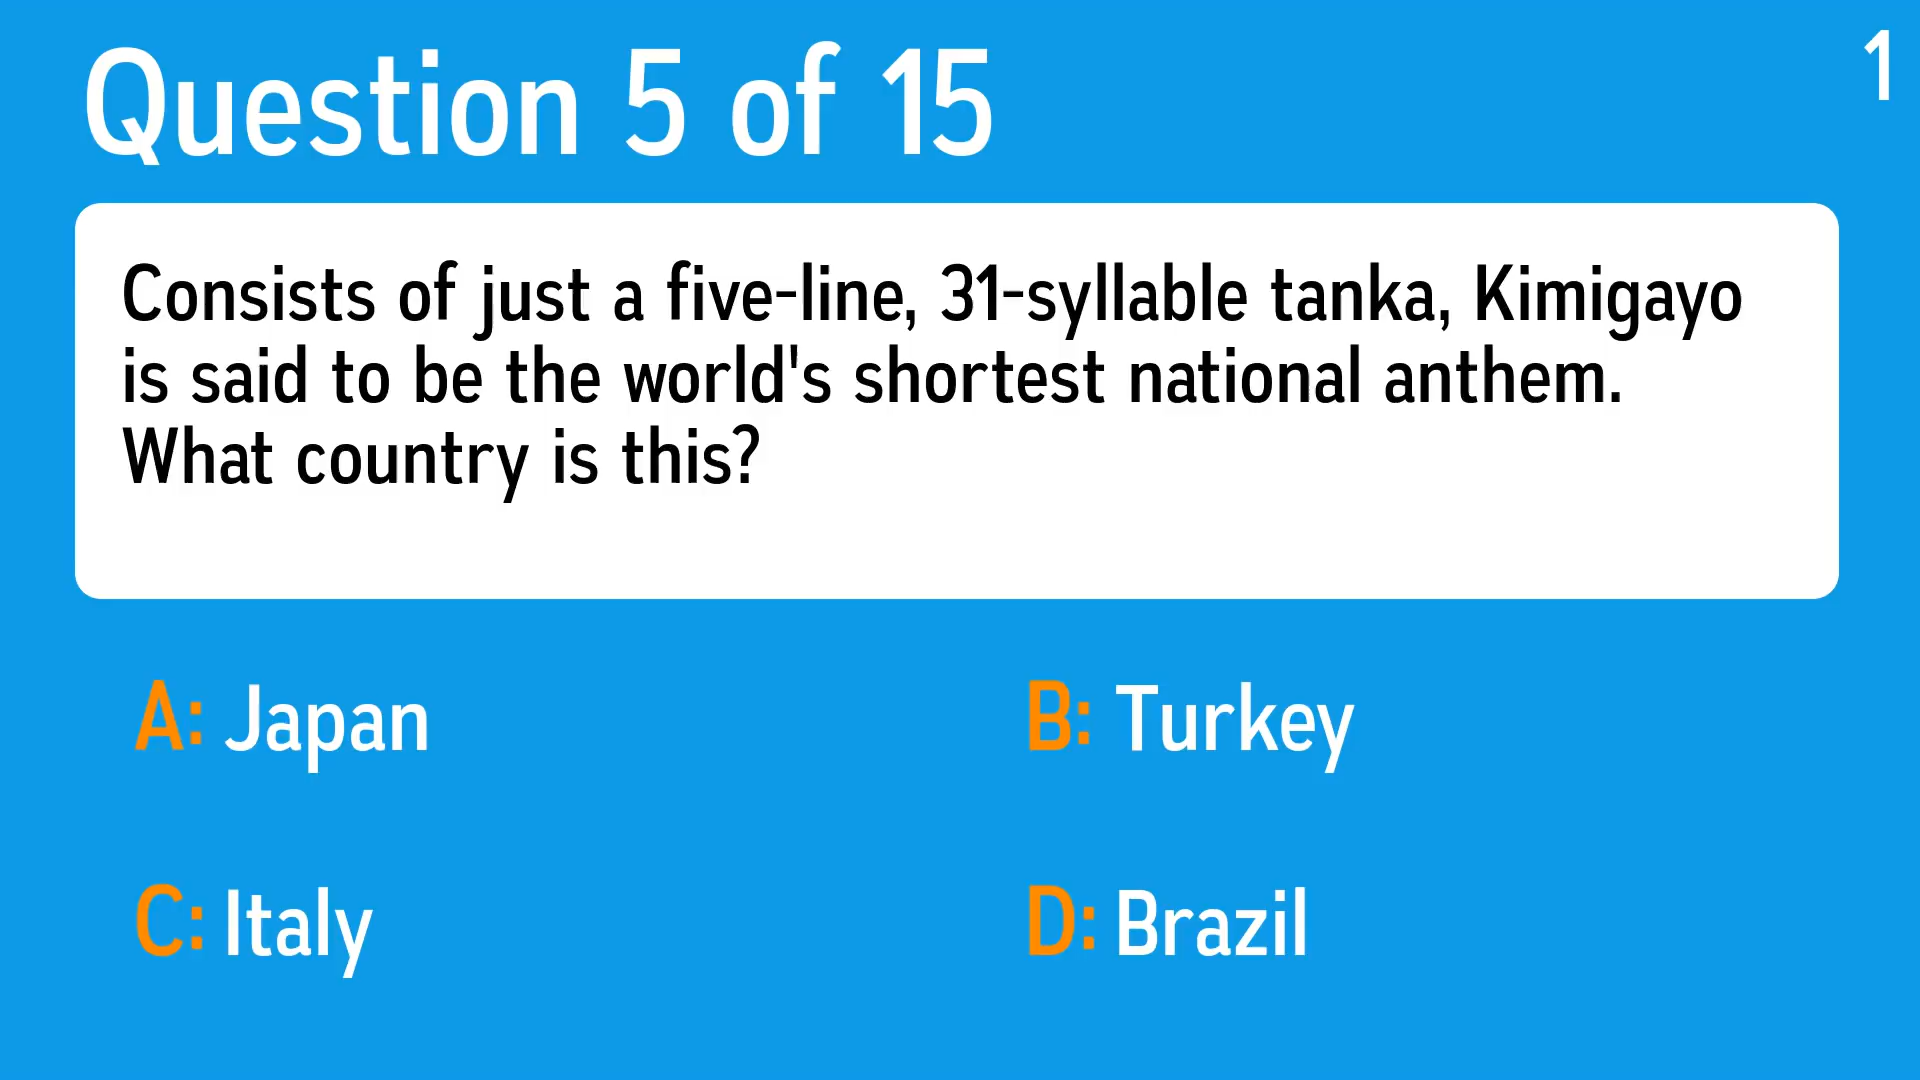 Question 5 of 15
1
Consists of just a five-line, 31-syllable tanka, Kimigayo
is said to be the world's shortest national anthem.
What country is this?
A: Japan
B: Turkey
C: Italy
D: Brazil